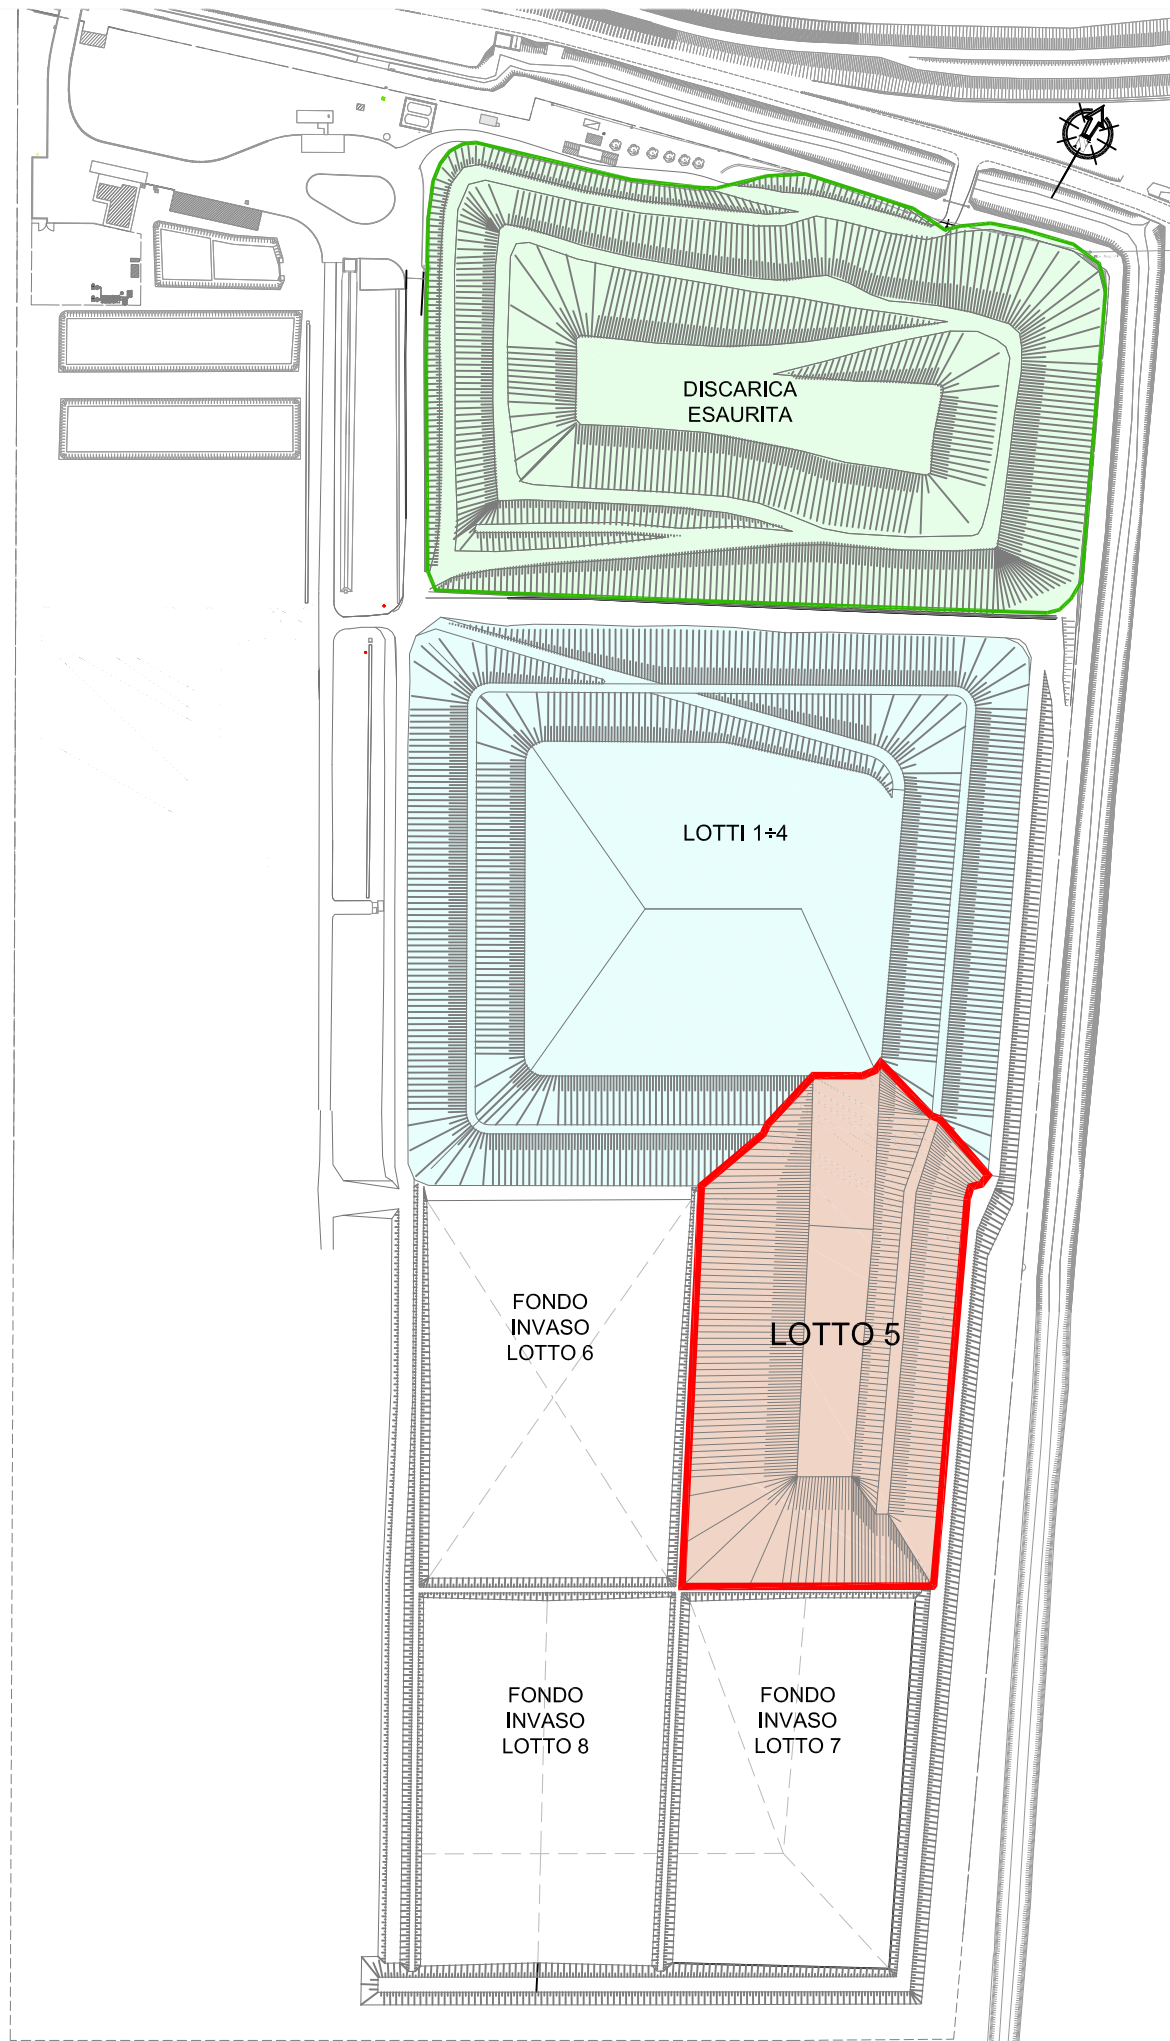 DISCARICA
ESAURITA
LOTTI 1÷4
FONDO
INVASO
LOTTO 6
LOTTO 5
FONDO
INVASO
LOTTO 8
FONDO
INVASO
LOTTO 7